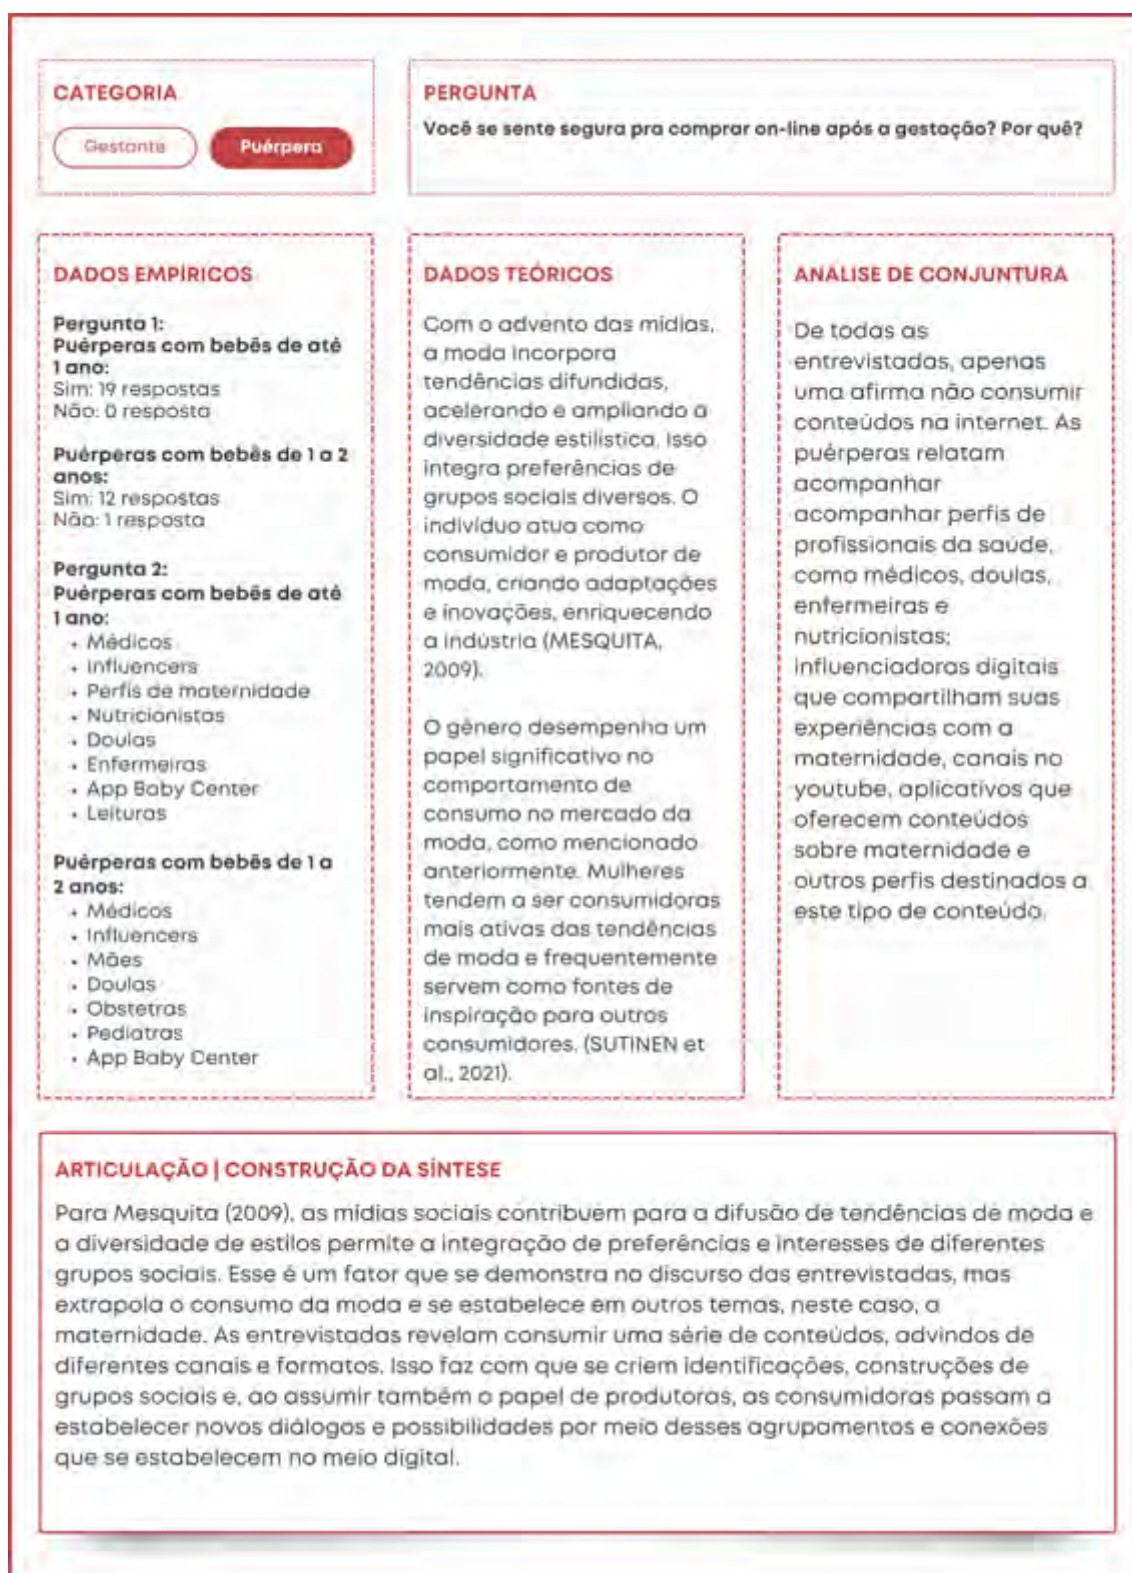 CATEGORIA
Gestante
Puérpera
PERGUNTA
Você se sente segura pra comprar on-line após a gestação? Por quê?
DADOS EMPÍRICOS
Pergunta 1:
Puérperas com bebês de até
1 ano:
Sim: 19 respostas
Não: 0 resposta
Puérperas com bebês de 1 a 2
anos:
Sim: 12 respostas
Não: 1 resposta
Pergunta 2:
Puérperas com bebês de até
1 ano:
• Médicos
• Influencers
• Perfis de maternidade
• Nutricionistas
• Doulas
• Enfermeiras
• App Baby Center
• Leituras
Puérperas com bebês de 1 a
2 anos:
• Médicos
• Influencers
• Mães
• Doulas
• Obstetras
• Pediatras
• App Baby Center
DADOS TEÓRICOS
Com o advento das mídias,
a moda incorpora
tendências difundidas,
acelerando e ampliando a
diversidade estilística. Isso
integra preferências de
grupos sociais diversos. O
indivíduo atua como
consumidor e produtor de
moda, criando adaptações
e inovações, enriquecendo
a indústria (MESQUITA,
2009).
O gênero desempenha um
papel significativo no
comportamento de
consumo no mercado da
moda, como mencionado
anteriormente. Mulheres
tendem a ser consumidoras
mais ativas das tendências
de moda e frequentemente
servem como fontes de
inspiração para outros
consumidores. (SUTINEN et
al., 2021).
ANALISE DE CONJUNTURA
De todas as
entrevistadas, apenas
uma afirma não consumir
conteúdos na internet. As
puérperas relatam
acompanhar
acompanhar perfis de
profissionais da saúde,
como médicos, doulas,
enfermeiras e
nutricionistas;
influenciadoras digitais
que compartilham suas
experiências com a
maternidade, canais no
youtube, aplicativos que
oferecem conteúdos
sobre maternidade e
outros perfis destinados a
este tipo de conteúdo.
ARTICULAÇÃO | CONSTRUÇÃO DA SÍNTESE
Para Mesquita (2009), as mídias sociais contribuem para a difusão de tendências de moda e
a diversidade de estilos permite a integração de preferências e interesses de diferentes
grupos sociais. Esse é um fator que se demonstra no discurso das entrevistadas, mas
extrapola o consumo da moda e se estabelece em outros temas, neste caso, a
maternidade. As entrevistadas revelam consumir uma série de conteúdos, advindos de
diferentes canais e formatos. Isso faz com que se criem identificações, construções de
grupos sociais e, ao assumir também o papel de produtoras, as consumidoras passam a
estabelecer novos diálogos e possibilidades por meio desses agrupamentos e conexões
que se estabelecem no meio digital.